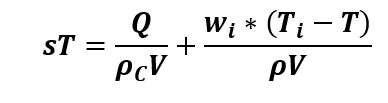 sT = Q/(ρ_C V) + w_i * (T_i − T)/(ρV)